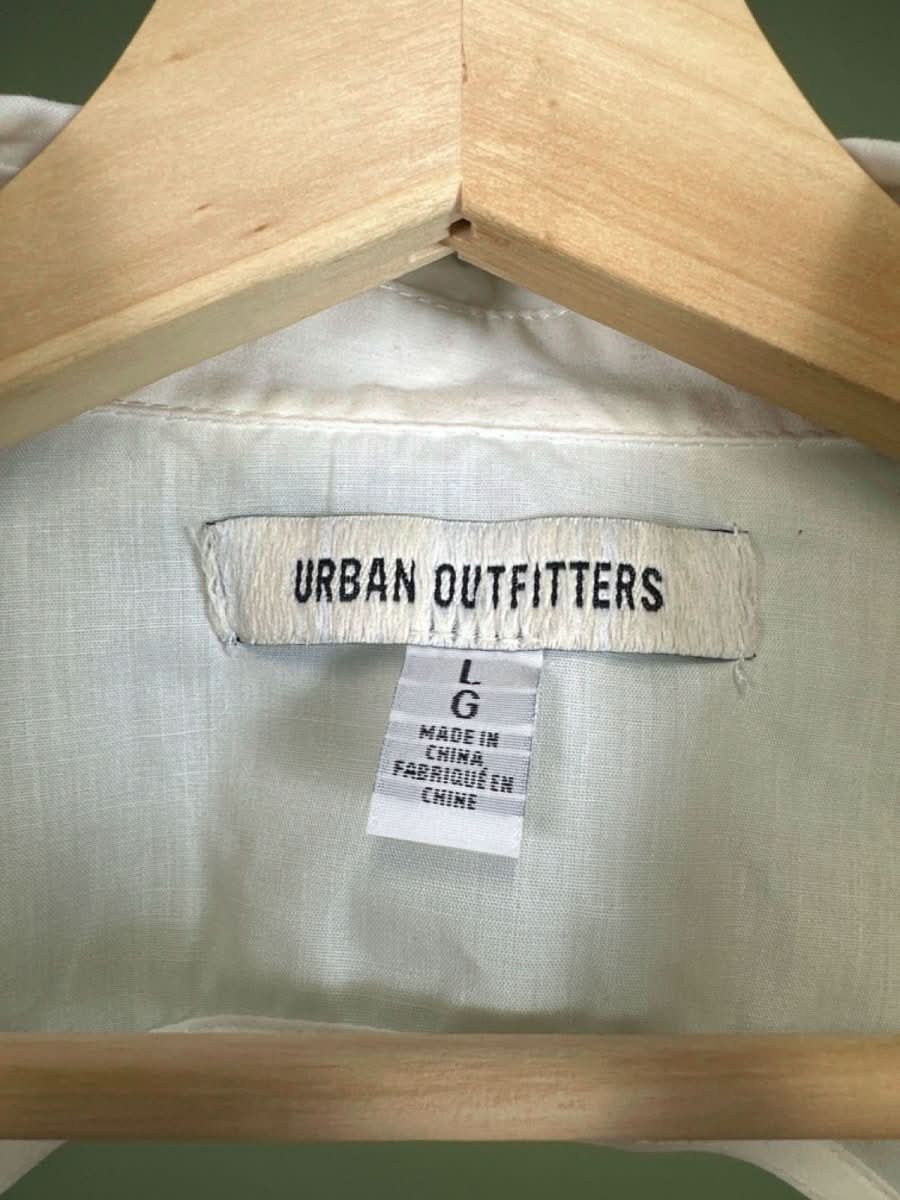 URBAN OUTFITTERS
L
G
MADE IN
CHINA
FABRIQUÉ EN
CHINE